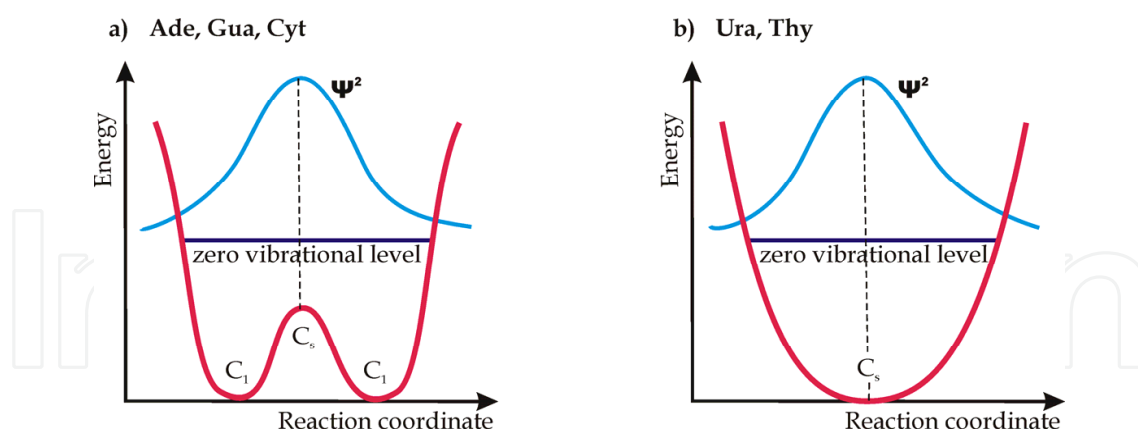 a) Ade, Gua, Cyt
Energy
Ψ²
zero vibrational level
C₁
Cₛ
C₁
Reaction coordinate
b) Ura, Thy
Energy
Ψ²
zero vibrational level
Cₛ
Reaction coordinate